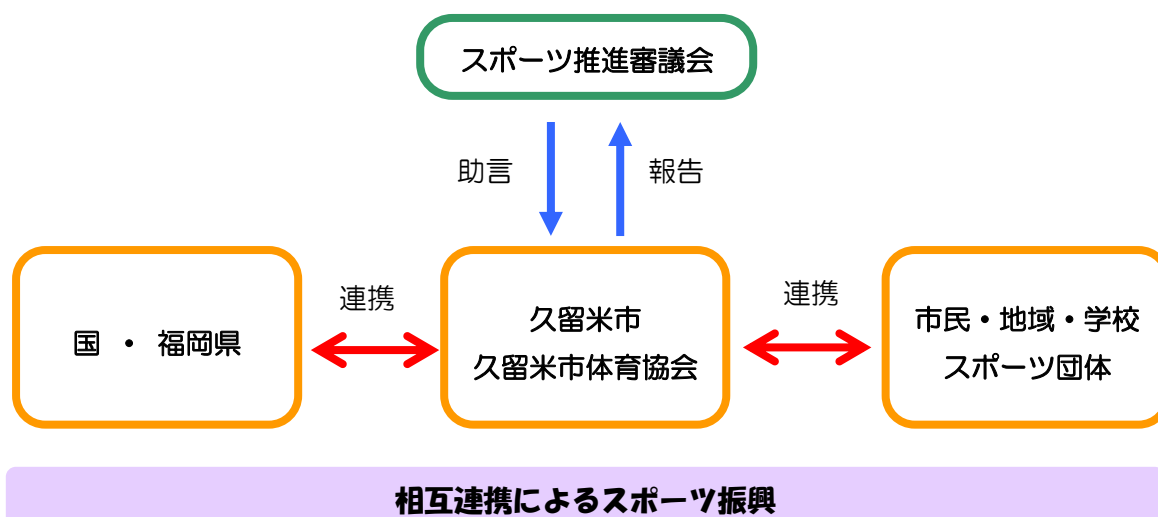 スポーツ推進審議会
助言
報告
連携
連携
国 ・ 福岡県
久留米市
久留米市体育協会
市民・地域・学校
スポーツ団体
相互連携によるスポーツ振興